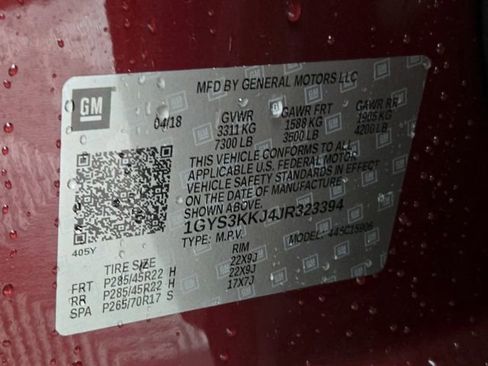 MFD BY GENERAL MOTORS LLC
GM
04/18 GVWR GAWR FRT GAWR RR
3311 KG 1588 KG 1905 KG
7300 LB 3500 LB 4200 LB
THIS VEHICLE CONFORMS TO ALL
APPLICABLE U.S. FEDERAL MOTOR
VEHICLE SAFETY STANDARDS IN EFFECT
ON THE DATE OF MANUFACTURE
SHOWN ABOVE.
1GYS3KKJ4JR323394
TYPE: M.P.V. 445C15906
405Y
TIRE SIZE RIM
FRT P285/45R22 H 22X9J
RR P285/45R22 H 22X9J
SPA P265/70R17 S 17X7J